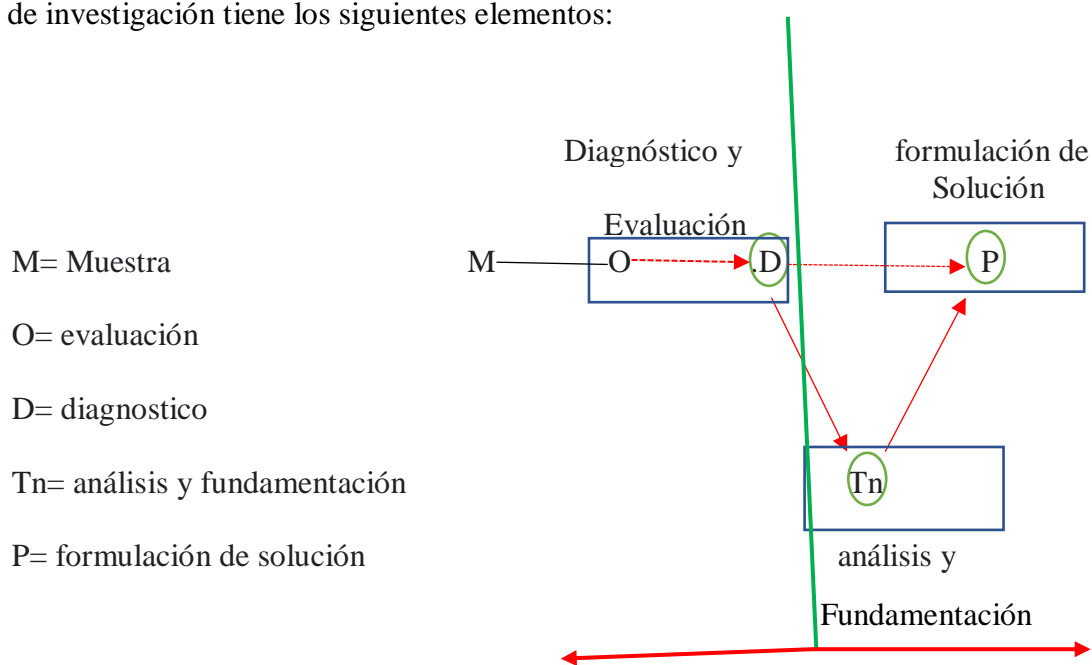 de investigación tiene los siguientes elementos:
Diagnóstico y
formulación de
Solución
Evaluación
M= Muestra
M
O
.D
P
O= evaluación
D= diagnostico
Tn= análisis y fundamentación
Tn
P= formulación de solución
análisis y
Fundamentación